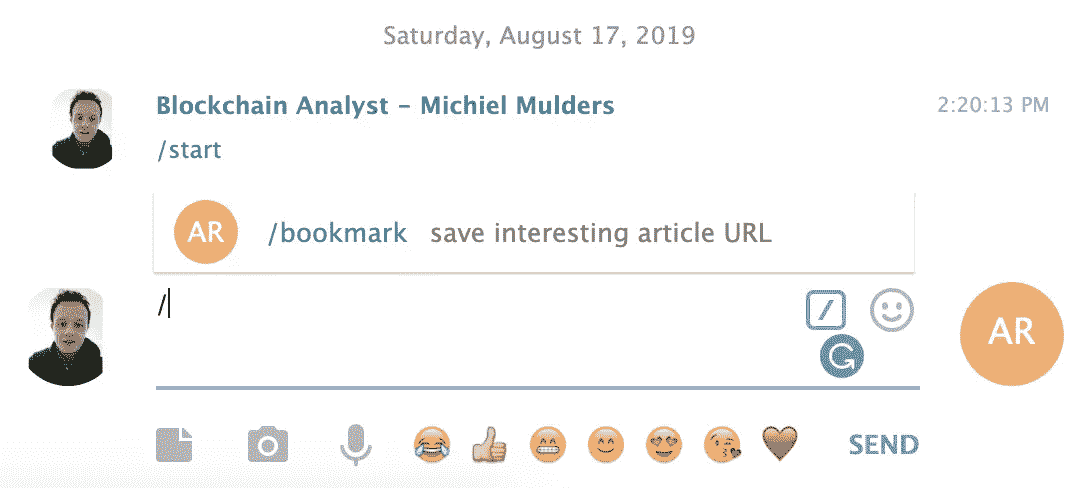 Saturday, August 17, 2019
Blockchain Analyst – Michiel Mulders 2:20:13 PM
/start
AR /bookmark save interesting article URL
/
/
AR
SEND